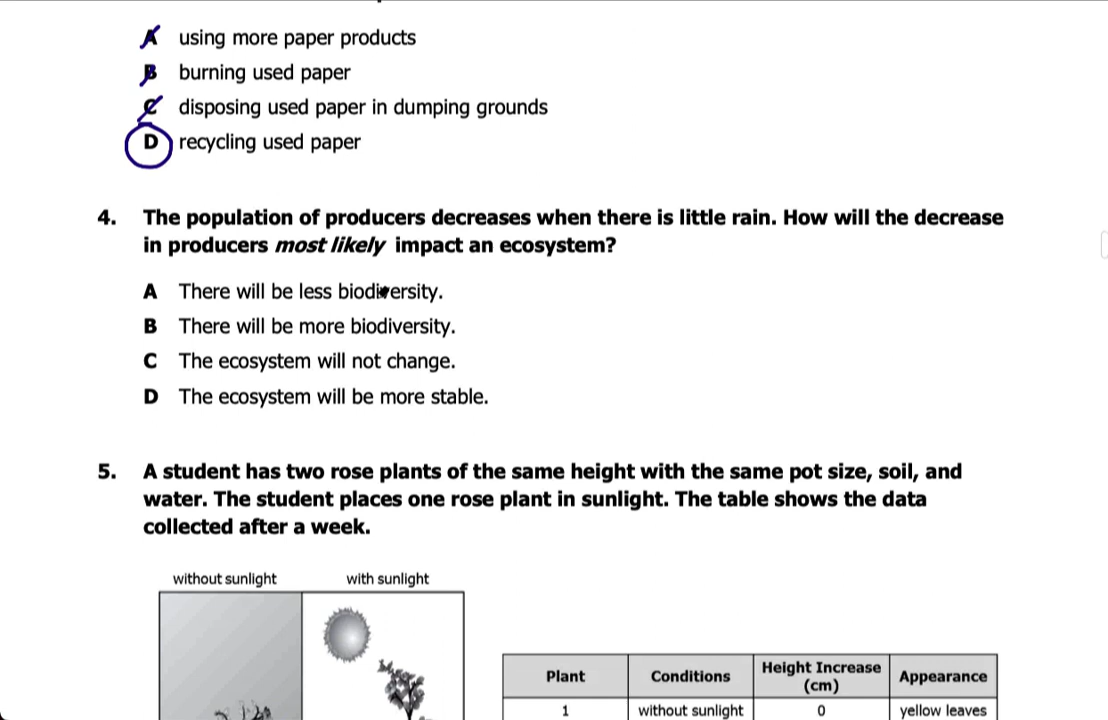 A using more paper products
B burning used paper
C disposing used paper in dumping grounds
D recycling used paper
4. The population of producers decreases when there is little rain. How will the decrease
in producers most likely impact an ecosystem?
A There will be less biodiversity.
B There will be more biodiversity.
C The ecosystem will not change.
D The ecosystem will be more stable.
5. A student has two rose plants of the same height with the same pot size, soil, and
water. The student places one rose plant in sunlight. The table shows the data
collected after a week.
without sunlight with sunlight
Plant Conditions Height Increase (cm) Appearance
1 without sunlight 0 yellow leaves